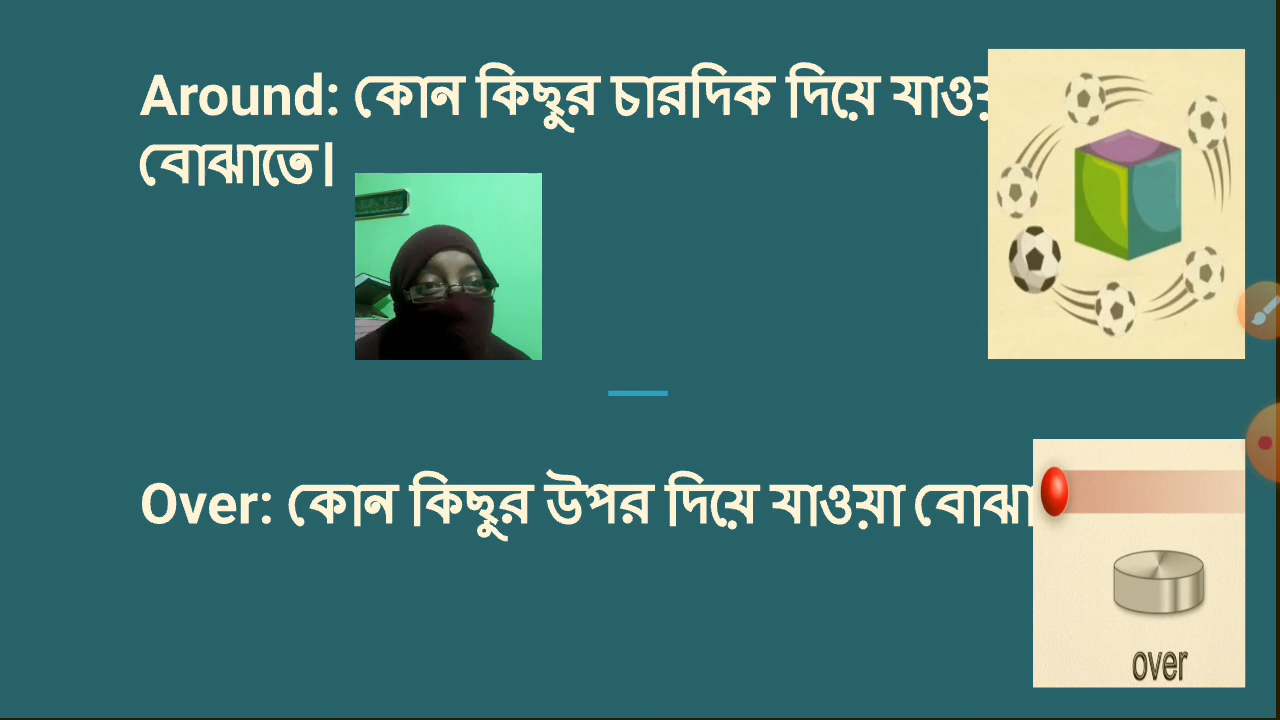 Around: কোন কিছুর চারদিক দিয়ে
বোঝাতে।
Over: কোন কিছুর উপর দিয়ে যাওয়া
over